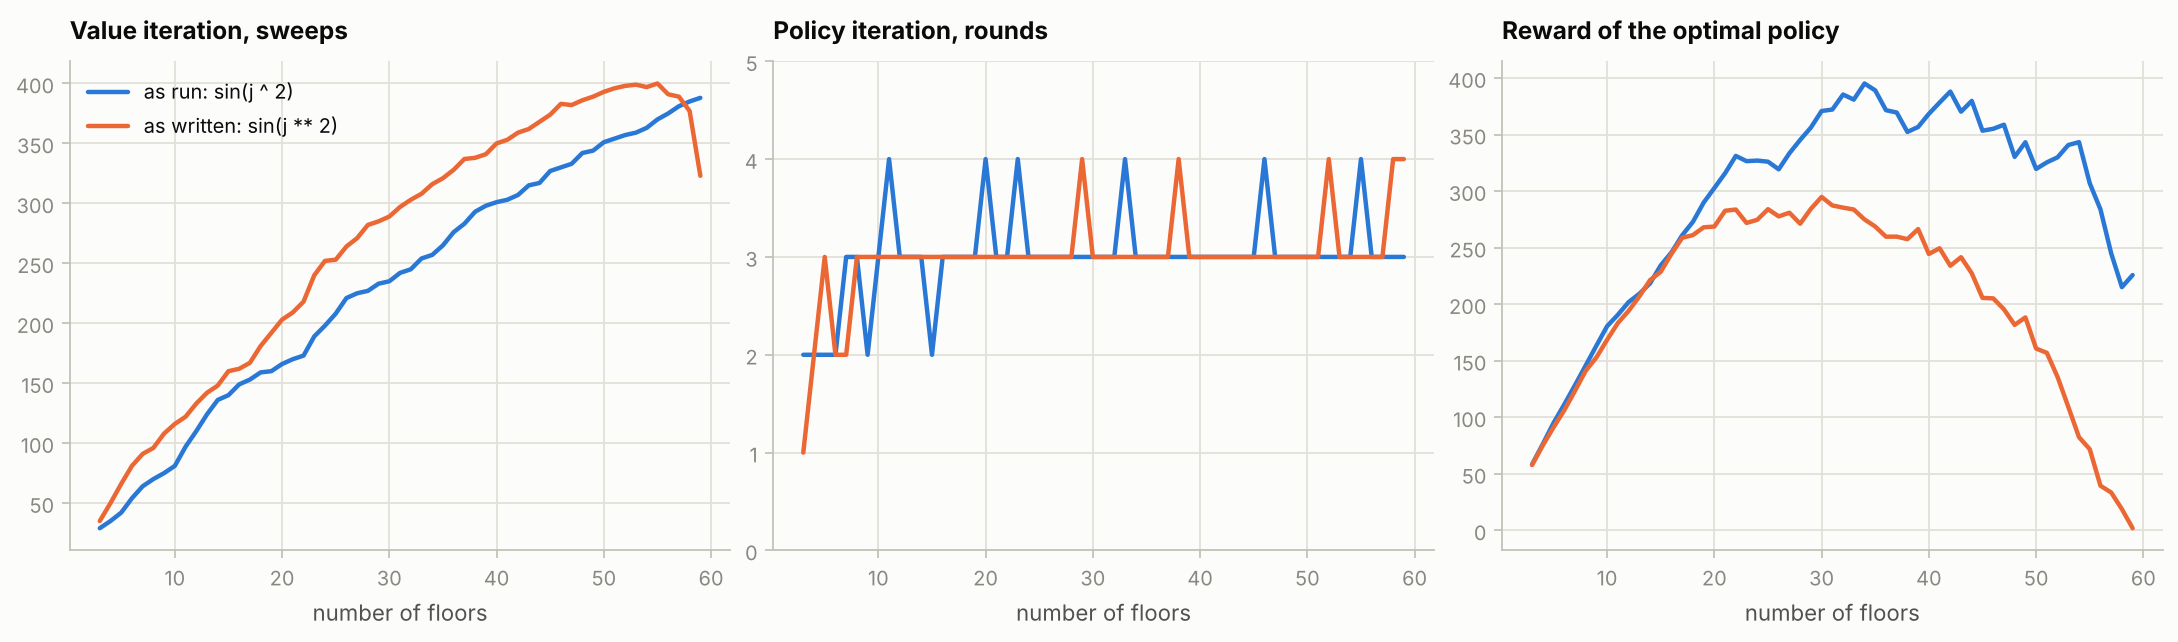 Value iteration, sweeps
400
350
300
250
200
150
100
50
as run: sin(j ^ 2)
as written: sin(j ** 2)
10 20 30 40 50 60
number of floors
Policy iteration, rounds
5
4
3
2
1
0
10 20 30 40 50 60
number of floors
Reward of the optimal policy
400
350
300
250
200
150
100
50
0
10 20 30 40 50 60
number of floors